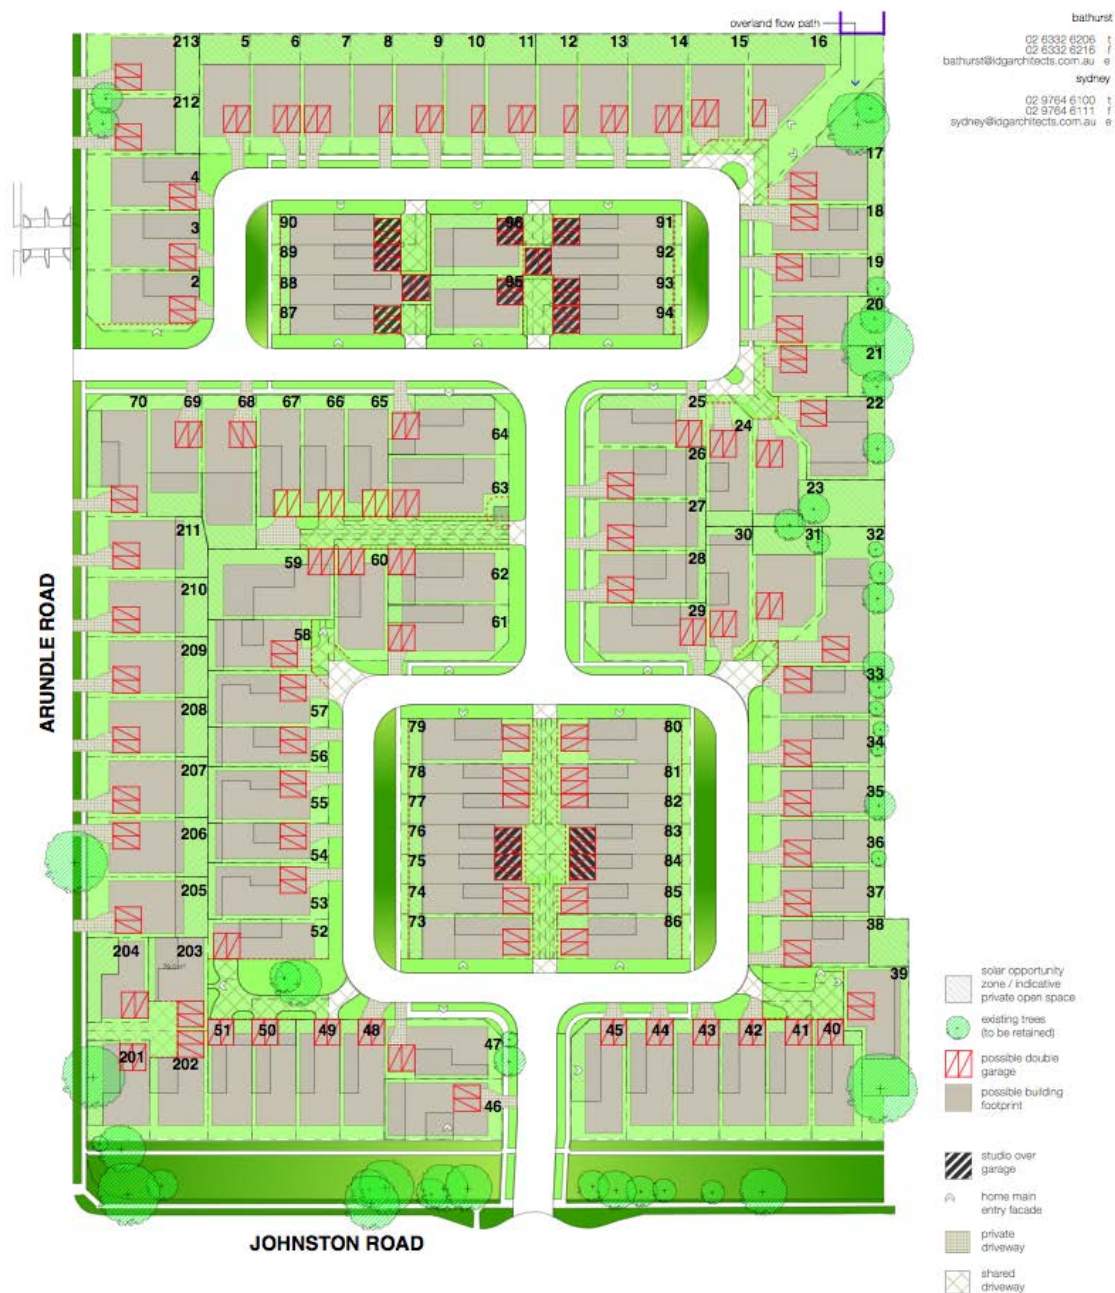 bathurst
overland flow path
02 6332 6206 t
02 6332 6216 f
bathurst@idgarchitects.com.au e
sydney
02 9764 6100 t
02 9764 6111 f
sydney@idgarchitects.com.au e
213 5 6 7 8 9 10 11 12 13 14 15 16
212
17
4
18
3
90 96 91
89 92
19
2
88 95 93
87 94
20
21
22
70 69 68 67 66 65
25
24
64
26
63
23
27
211
30 31 32
59 60
28
62
210
29
61
58
209
33
57
208
79 80
34
56
207
78 81
77 82
35
55
206
76 83
36
54
75 84
205
74 85
37
53
73 86
38
52
204 203
39
51 50 49 48
45 44 43 42 41 40
47
201
202
46
ARUNDLE ROAD
JOHNSTON ROAD
solar opportunity
zone / indicative
private open space
existing trees
(to be retained)
possible double
garage
possible building
footprint
studio over
garage
home main
entry facade
private
driveway
shared
driveway